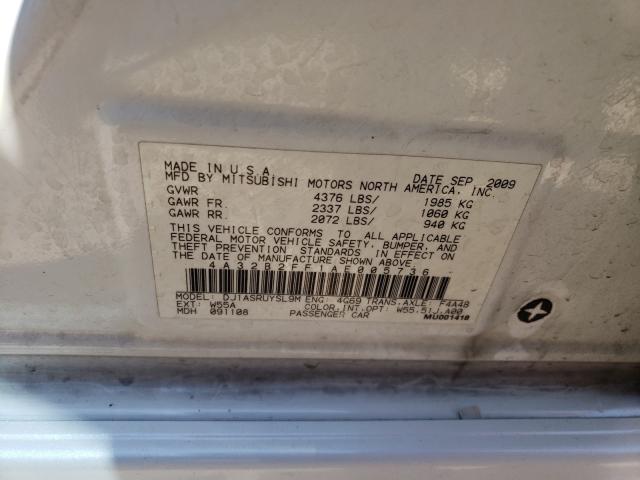 MADE IN U.S.A. DATE SEP 2009
MFD BY MITSUBISHI MOTORS NORTH AMERICA, INC.
GVWR 4376 LBS/ 1985 KG
GAWR FR. 2337 LBS/ 1060 KG
GAWR RR. 2072 LBS/ 940 KG
THIS VEHICLE CONFORMS TO ALL APPLICABLE
FEDERAL MOTOR VEHICLE SAFETY, BUMPER, AND
THEFT PREVENTION STANDARDS IN EFFECT ON
THE DATE OF MANUFACTURE SHOWN ABOVE.
4A32B2FF1AE005736
MODEL: DJ1ASRUYSL9M ENG: 4G69 TRANS.AXLE: F4A4B
EXT: W55A COLOR.INT.OPT: W55.51J.A00
MDH 091108 PASSENGER CAR MU001410